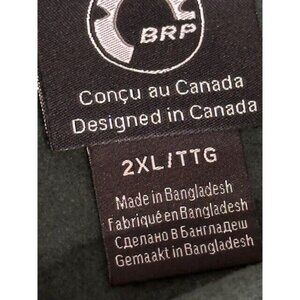 BRP
Conçu au Canada
Designed in Canada
2XL/TTG
Made in Bangladesh
Fabriqué en Bangladesh
Сделано в Бангладеш
Gemaakt in Bangladesh